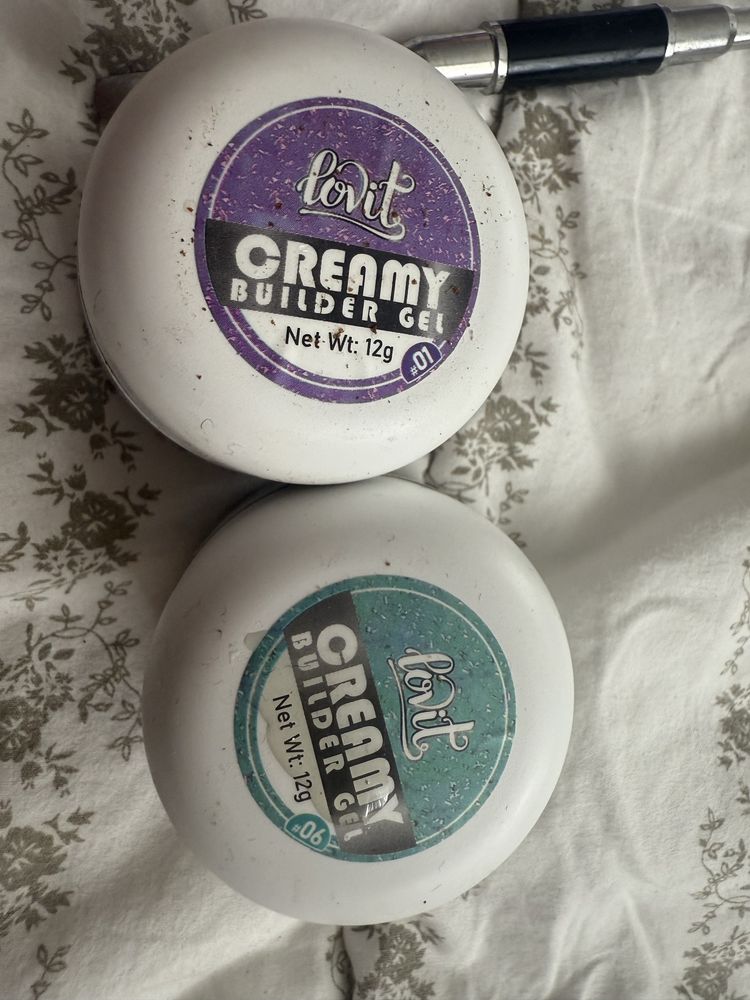 lovit
CREAMY
BUILDER GEL
Net Wt: 12g
#01
lovit
CREAMY
BUILDER GEL
Net Wt: 12g
#06